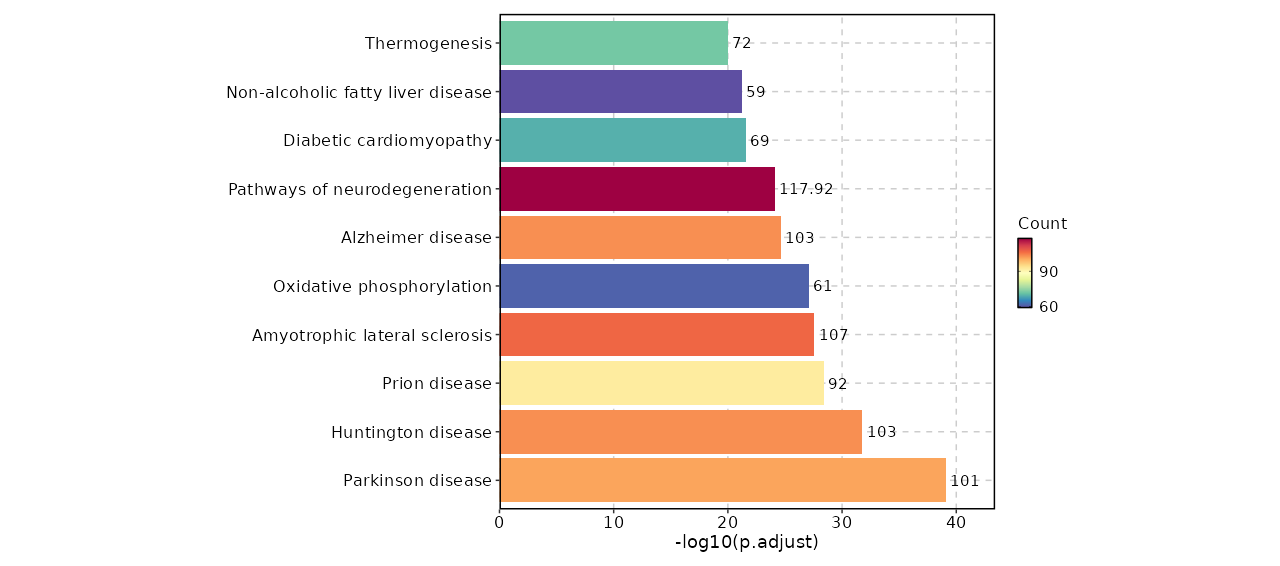 Thermogenesis 72
Non-alcoholic fatty liver disease 59
Diabetic cardiomyopathy 69
Pathways of neurodegeneration 117.92
Alzheimer disease 103
Oxidative phosphorylation 61
Amyotrophic lateral sclerosis 107
Prion disease 92
Huntington disease 103
Parkinson disease 101
0 10 20 30 40
-log10(p.adjust)
Count
90
60